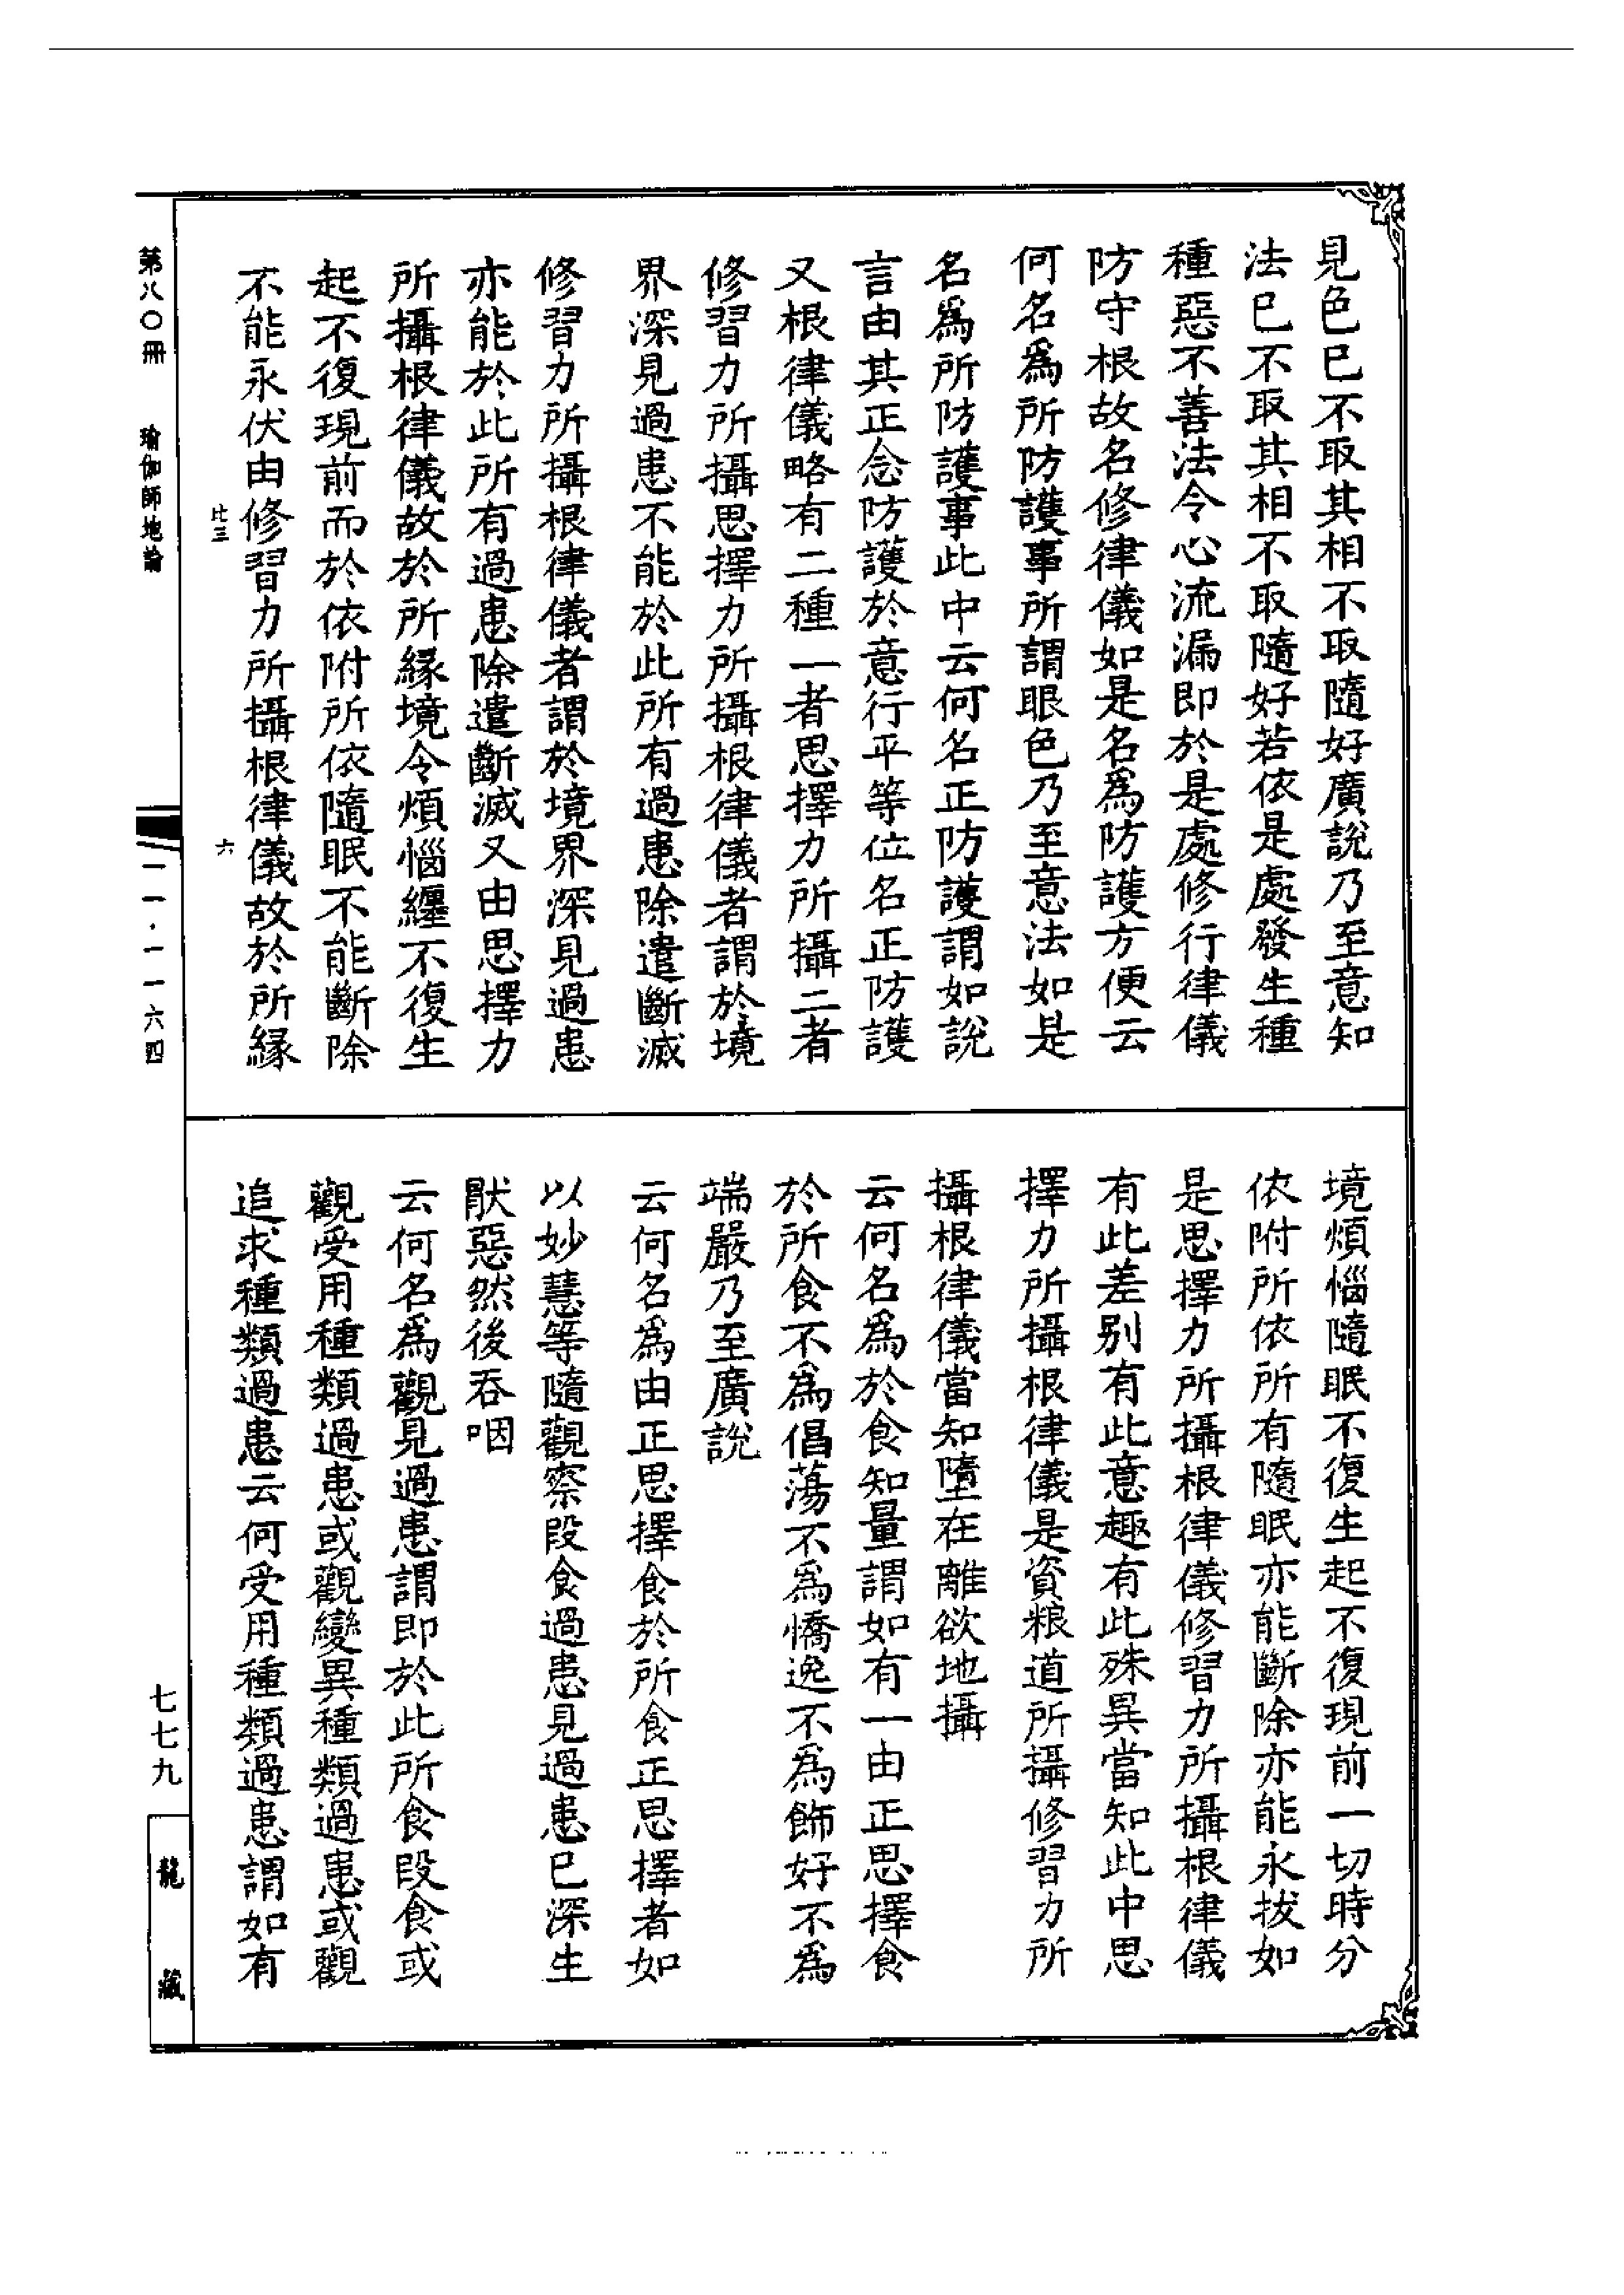 見色已不取其相不取隨好廣說乃至意知
法已不取其相不取隨好若依是處發生種
種惡不善法令心流漏即於是處修行律儀
防守根故名修律儀如是名爲防護方便云
何名爲所防護事所謂眼色乃至意法如是
名爲所防護事此中云何名正防護謂如說
言由其正念防護於意行平等位名正防護
又根律儀略有二種一者思擇力所攝二者
修習力所攝思擇力所攝根律儀者謂於境
界深見過患不能於此所有過患除遣斷滅
修習力所攝根律儀者謂於境界深見過患
亦能於此所有過患除遣斷滅又由思擇力
所攝根律儀故於所緣境令煩惱纏不復生
起不復現前而於依附所依隨眠不能斷除
不能永伏由修習力所攝根律儀故於所緣
比三
六
境煩惱隨眠不復生起不復現前一切時分
依附所依所有隨眠亦能斷除亦能永拔如
是思擇力所攝根律儀修習力所攝根律儀
有此差别有此意趣有此殊異當知此中思
擇力所攝根律儀是資粮道所攝修習力所
攝根律儀當知墮在離欲地攝
云何名爲於食知量謂如有一由正思擇食
於所食不爲倡蕩不爲憍逸不爲飾好不爲
端嚴乃至廣說
云何名爲由正思擇食於所食正思擇者如
以妙慧等隨觀察段食過患見過患已深生
猒惡然後吞咽
云何名爲觀見過患謂即於此所食段食或
觀受用種類過患或觀變異種類過患或觀
追求種類過患云何受用種類過患謂如有
第八〇冊
瑜伽師地論
一一·一一六四
七七九
龍藏